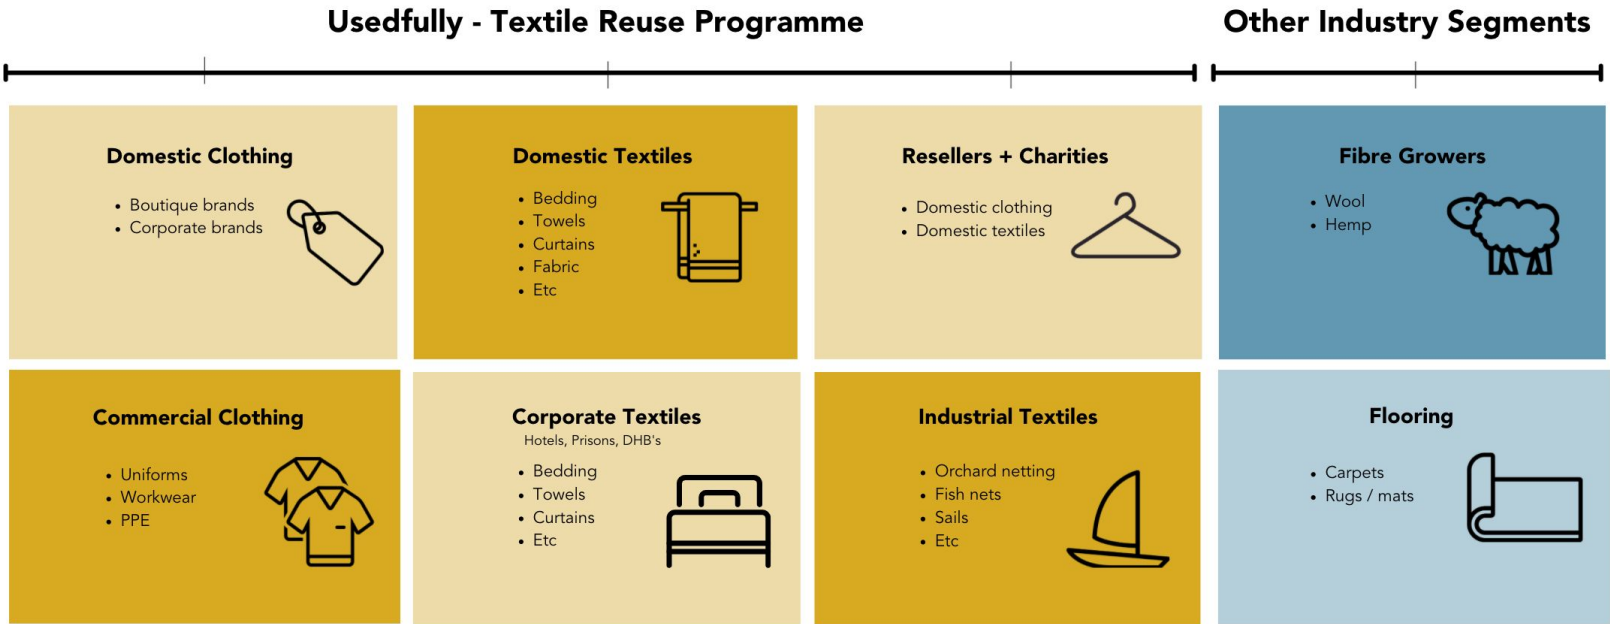 Usedfully - Textile Reuse Programme
Other Industry Segments
Domestic Clothing
• Boutique brands
• Corporate brands
Domestic Textiles
• Bedding
• Towels
• Curtains
• Fabric
• Etc
Resellers + Charities
• Domestic clothing
• Domestic textiles
Fibre Growers
• Wool
• Hemp
Commercial Clothing
• Uniforms
• Workwear
• PPE
Corporate Textiles
Hotels, Prisons, DHB's
• Bedding
• Towels
• Curtains
• Etc
Industrial Textiles
• Orchard netting
• Fish nets
• Sails
• Etc
Flooring
• Carpets
• Rugs / mats